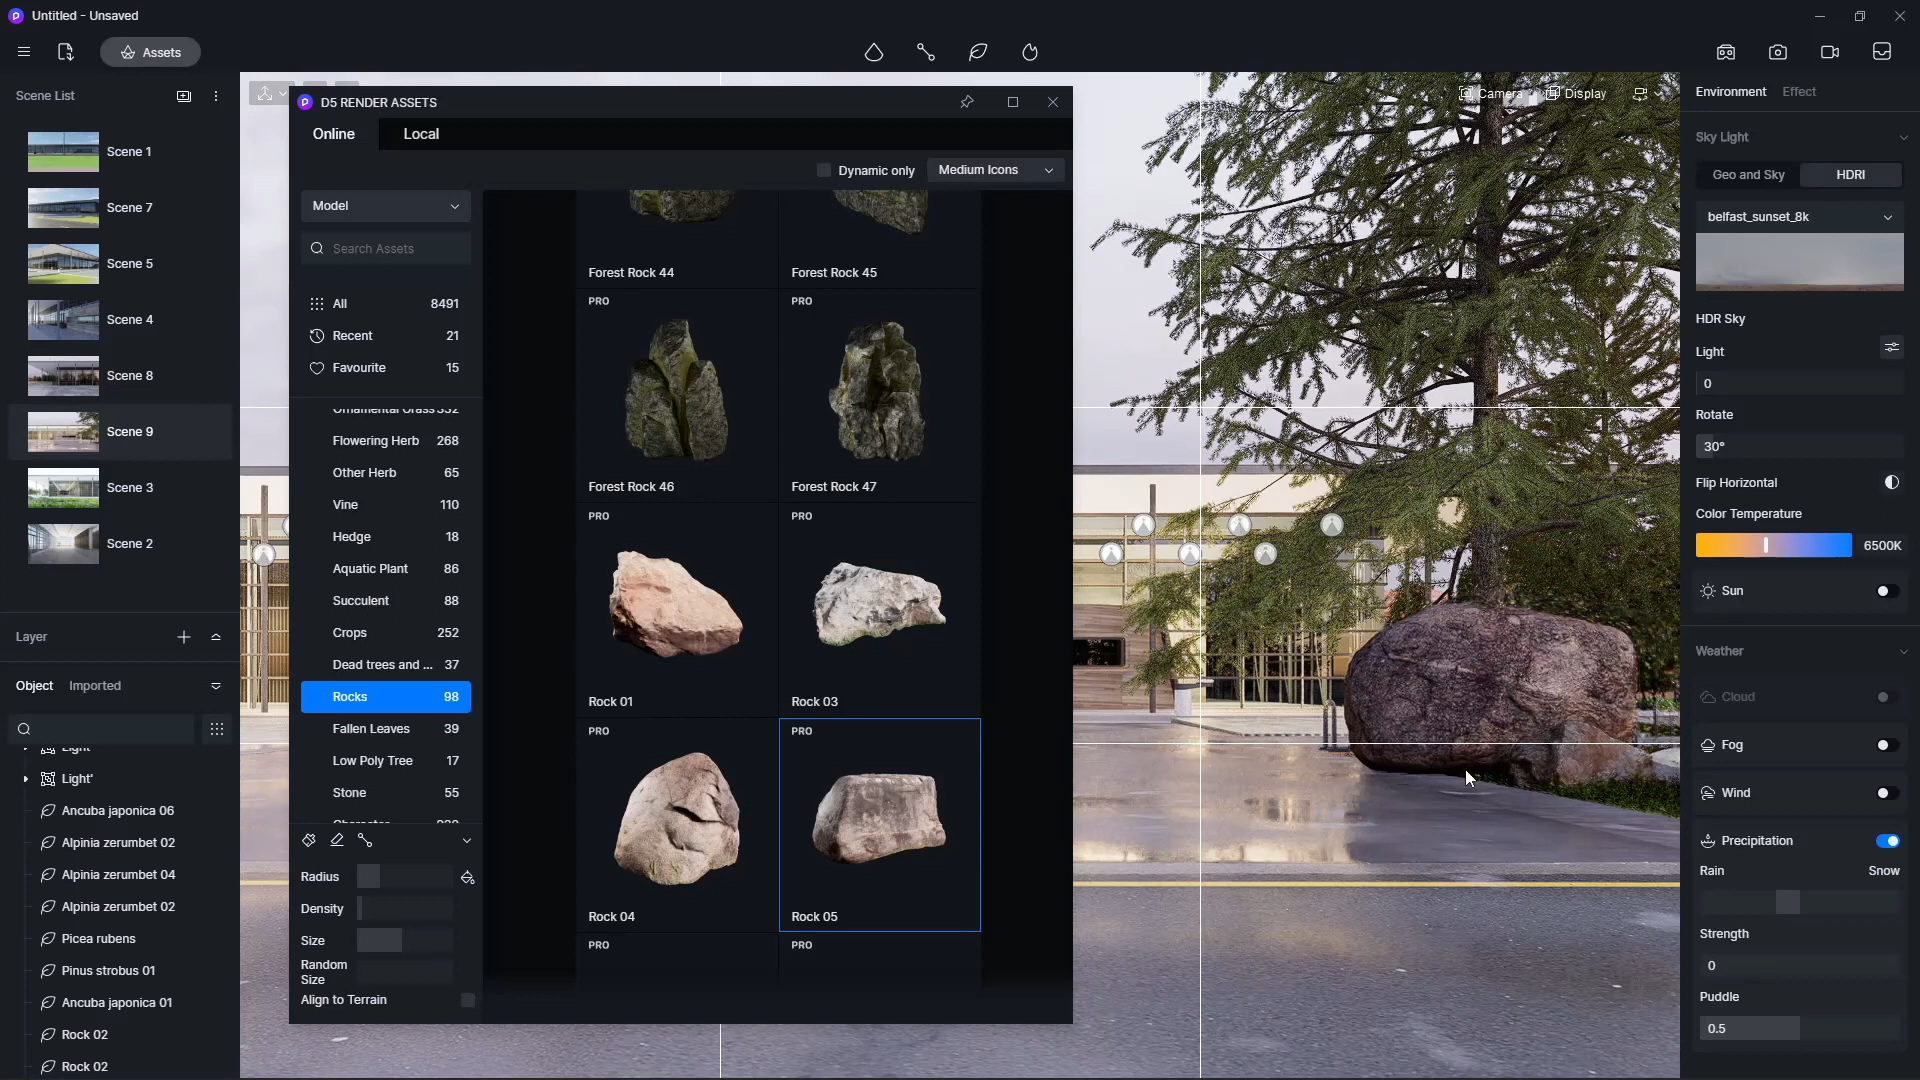 Untitled - Unsaved
Assets
Scene List
Scene 1
Scene 7
Scene 5
Scene 4
Scene 8
Scene 9
Scene 3
Scene 2
Layer
Object Imported
Light
Light'
Ancuba japonica 06
Alpinia zerumbet 02
Alpinia zerumbet 04
Alpinia zerumbet 02
Picea rubens
Pinus strobus 01
Ancuba japonica 01
Rock 02
Rock 02
D5 RENDER ASSETS
Online Local
Dynamic only Medium Icons
Model
Search Assets
All 8491
Recent 21
Favourite 15
Ornamental Grass 332
Flowering Herb 268
Other Herb 65
Vine 110
Hedge 18
Aquatic Plant 86
Succulent 88
Crops 252
Dead trees and ... 37
Rocks 98
Fallen Leaves 39
Low Poly Tree 17
Stone 55
Radius
Density
Size
Random
Size
Align to Terrain
Forest Rock 44 Forest Rock 45
PRO PRO
Forest Rock 46 Forest Rock 47
PRO PRO
Rock 01 Rock 03
PRO PRO
Rock 04 Rock 05
PRO PRO
Camera Display
Environment Effect
Sky Light
Geo and Sky HDRI
belfast_sunset_8k
HDR Sky
Light
0
Rotate
30°
Flip Horizontal
Color Temperature
6500K
Sun
Weather
Cloud
Fog
Wind
Precipitation
Rain Snow
Strength
0
Puddle
0.5